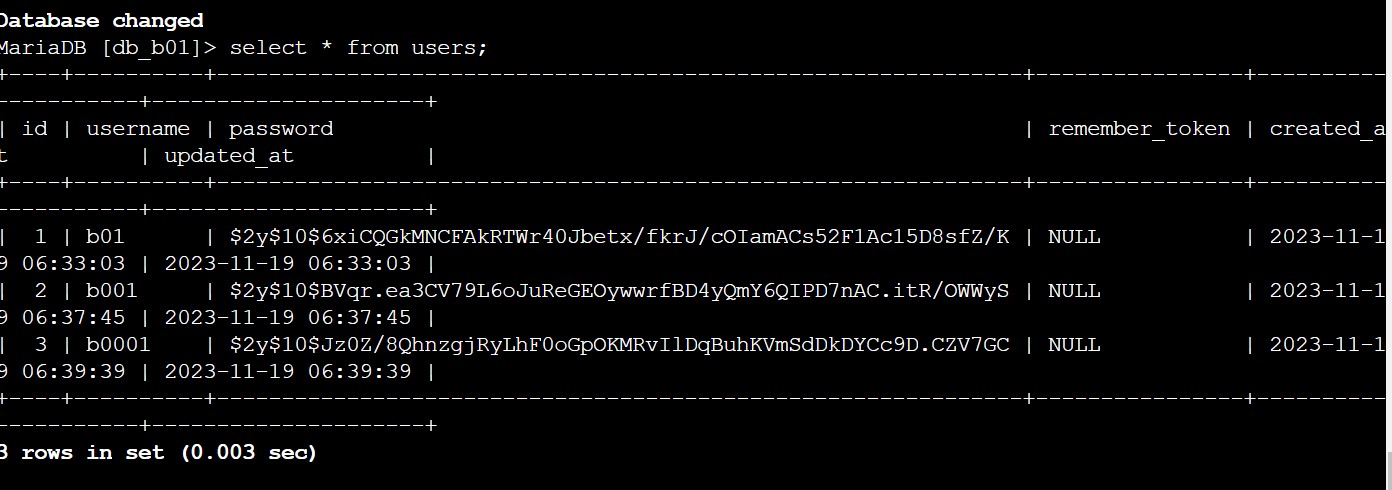 Database changed
MariaDB [db_b01]> select * from users;
+----+----------+--------------------------------------------------------------+----------------+---------
-----------+---------------------+
| id | username | password | remember_token | created_a
t | updated_at |
+----+----------+--------------------------------------------------------------+----------------+---------
-----------+---------------------+
| 1 | b01 | $2y$10$6xiCQGkMNCFAkRTWr40Jbetx/fkrJ/cOIamACs52F1Ac15D8sfZ/K | NULL | 2023-11-1
9 06:33:03 | 2023-11-19 06:33:03 |
| 2 | b001 | $2y$10$BVqr.ea3CV79L6oJuReGEOywwrfBD4yQmY6QIPD7nAC.itR/OWWyS | NULL | 2023-11-1
9 06:37:45 | 2023-11-19 06:37:45 |
| 3 | b0001 | $2y$10$Jz0Z/8QhnzgjRyLhF0oGpOKMRvIlDqBuhKVmSdDkDYCc9D.CZV7GC | NULL | 2023-11-1
9 06:39:39 | 2023-11-19 06:39:39 |
+----+----------+--------------------------------------------------------------+----------------+---------
-----------+---------------------+
3 rows in set (0.003 sec)